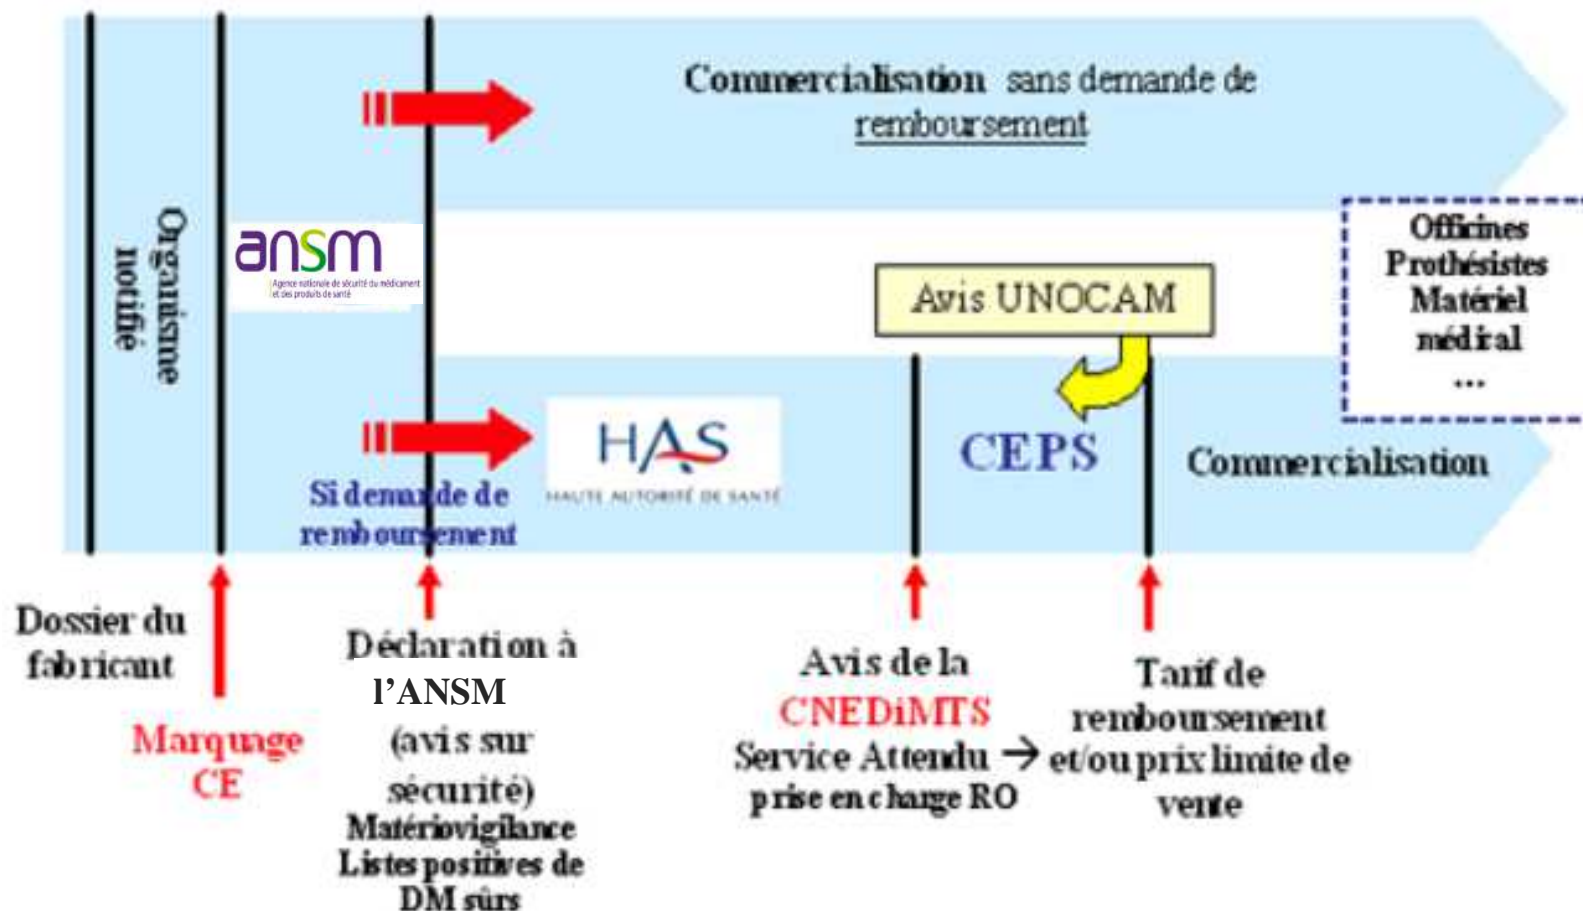 Commercialisation sans demande de
remboursement
Organisme
notifié
ansm
Agence nationale de sécurité du médicament
et des produits de santé
Officines
Prothésistes
Matériel
médical
...
Avis UNOCAM
HAS
HAUTE AUTORITÉ DE SANTÉ
CEPS
Commercialisation
Si demande de
remboursement
Dossier du
fabricant
Marquage
CE
Déclaration à
l’ANSM
(avis sur
sécurité)
Matériovigilance
Listes positives de
DM sûrs
Avis de la
CNEDiMTS
Service Attendu →
prise en charge RO
Tarif de
remboursement
et/ou prix limite de
vente